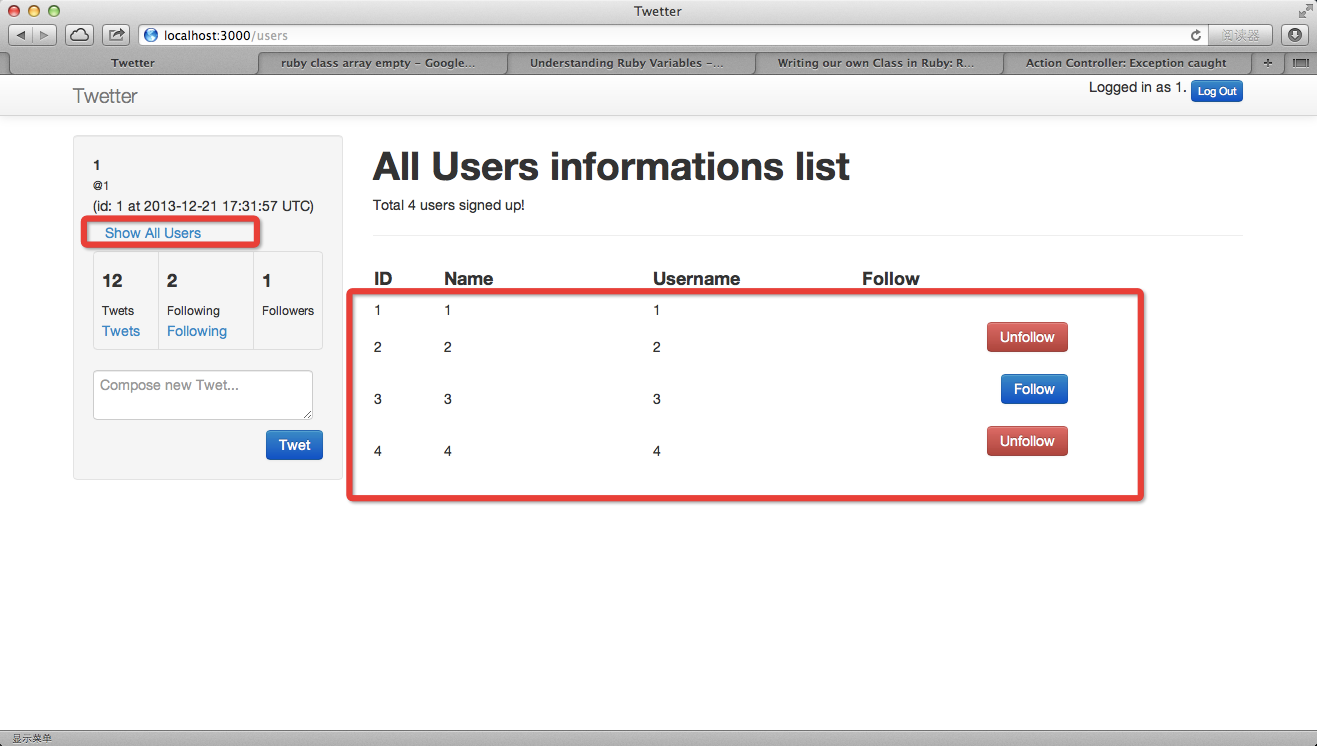 Twetter
localhost:3000/users
阅读器
Twetter
ruby class array empty – Google...
Understanding Ruby Variables –...
Writing our own Class in Ruby: R...
Action Controller: Exception caught
Twetter
Logged in as 1. Log Out
1
@1
(id: 1 at 2013-12-21 17:31:57 UTC)
Show All Users
12 2 1
Twets Following Followers
Twets Following
Compose new Twet...
Twet
All Users informations list
Total 4 users signed up!
ID Name Username Follow
1 1 1
2 2 2 Unfollow
3 3 3 Follow
4 4 4 Unfollow
显示菜单